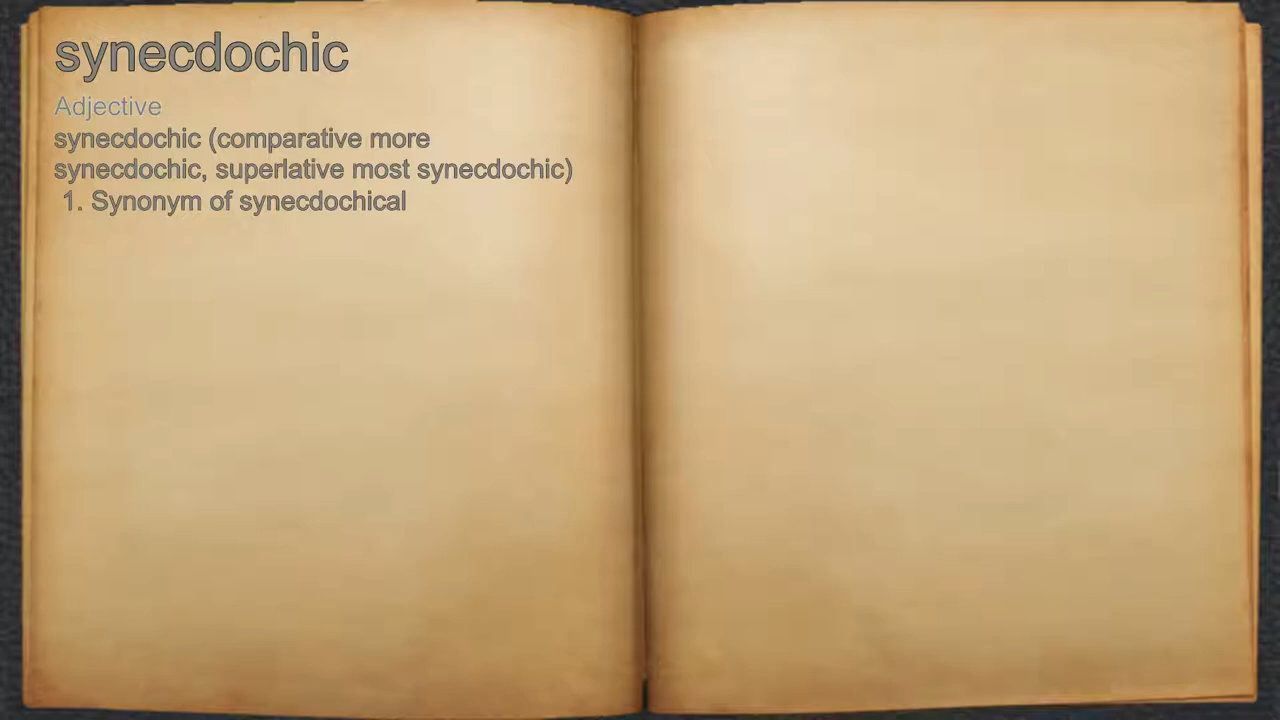 synecdochic
Adjective
synecdochic (comparative more
synecdochic, superlative most synecdochic)
1. Synonym of synecdochical